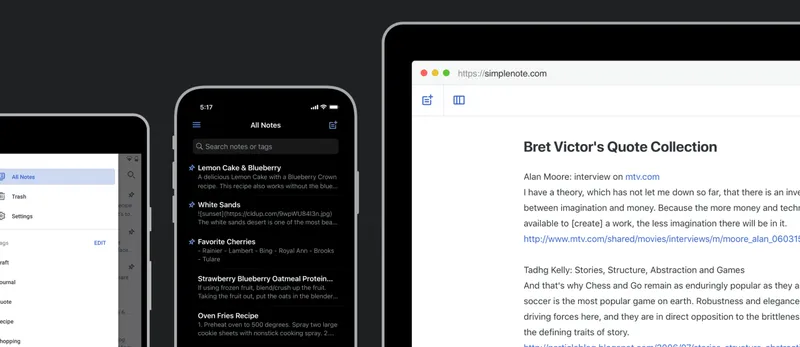 All Notes
Trash
Settings
EDIT
5:17
All Notes
Search notes or tags
Lemon Cake & Blueberry
A delicious Lemon Cake with a Blueberry Crown
recipe. This recipe also works without the blue...
White Sands
![sunset](https://cldup.com/9wpWU84I3n.jpg)
The white sands desert is one of the most bea...
Favorite Cherries
- Rainier - Lambert - Bing - Royal Ann - Brooks
- Tulare
Strawberry Blueberry Oatmeal Protein...
If using frozen fruit, blend/crush up the fruit.
Taking the fruit out, put the oats in the blender...
Oven Fries Recipe
1. Preheat oven to 500 degrees. Spray two large
cookie sheets with nonstick cooking spray. 2.
https://simplenote.com
Bret Victor's Quote Collection
Alan Moore: interview on mtv.com
I have a theory, which has not let me down so far, that there is an inve
between imagination and money. Because the more money and techn
available to [create] a work, the less imagination there will be in it.
http://www.mtv.com/shared/movies/interviews/m/moore_alan_060315
Tadhg Kelly: Stories, Structure, Abstraction and Games
And that's why Chess and Go remain as enduringly popular as they a
soccer is the most popular game on earth. Robustness and elegance
driving forces here, and they are in direct opposition to the brittleness
the defining traits of story.